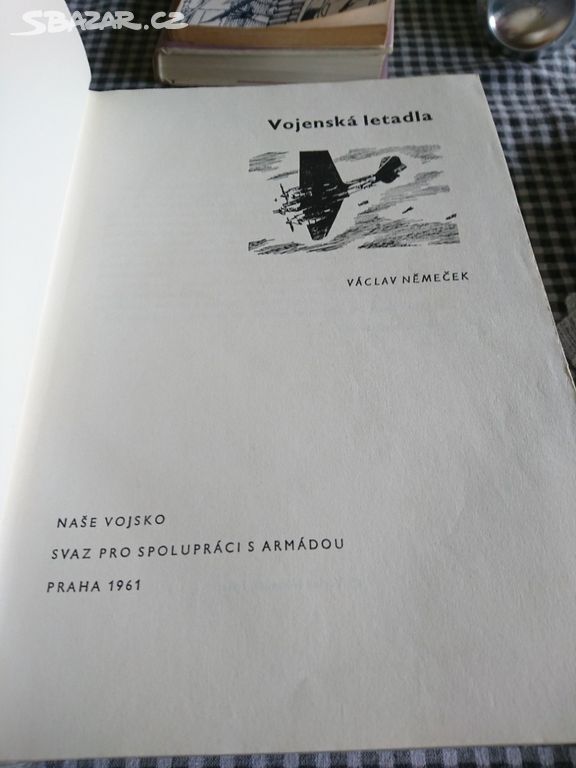 SBAZAR.CZ
Vojenská letadla
VÁCLAV NĚMEČEK
NAŠE VOJSKO
SVAZ PRO SPOLUPRÁCI S ARMÁDOU
PRAHA 1961